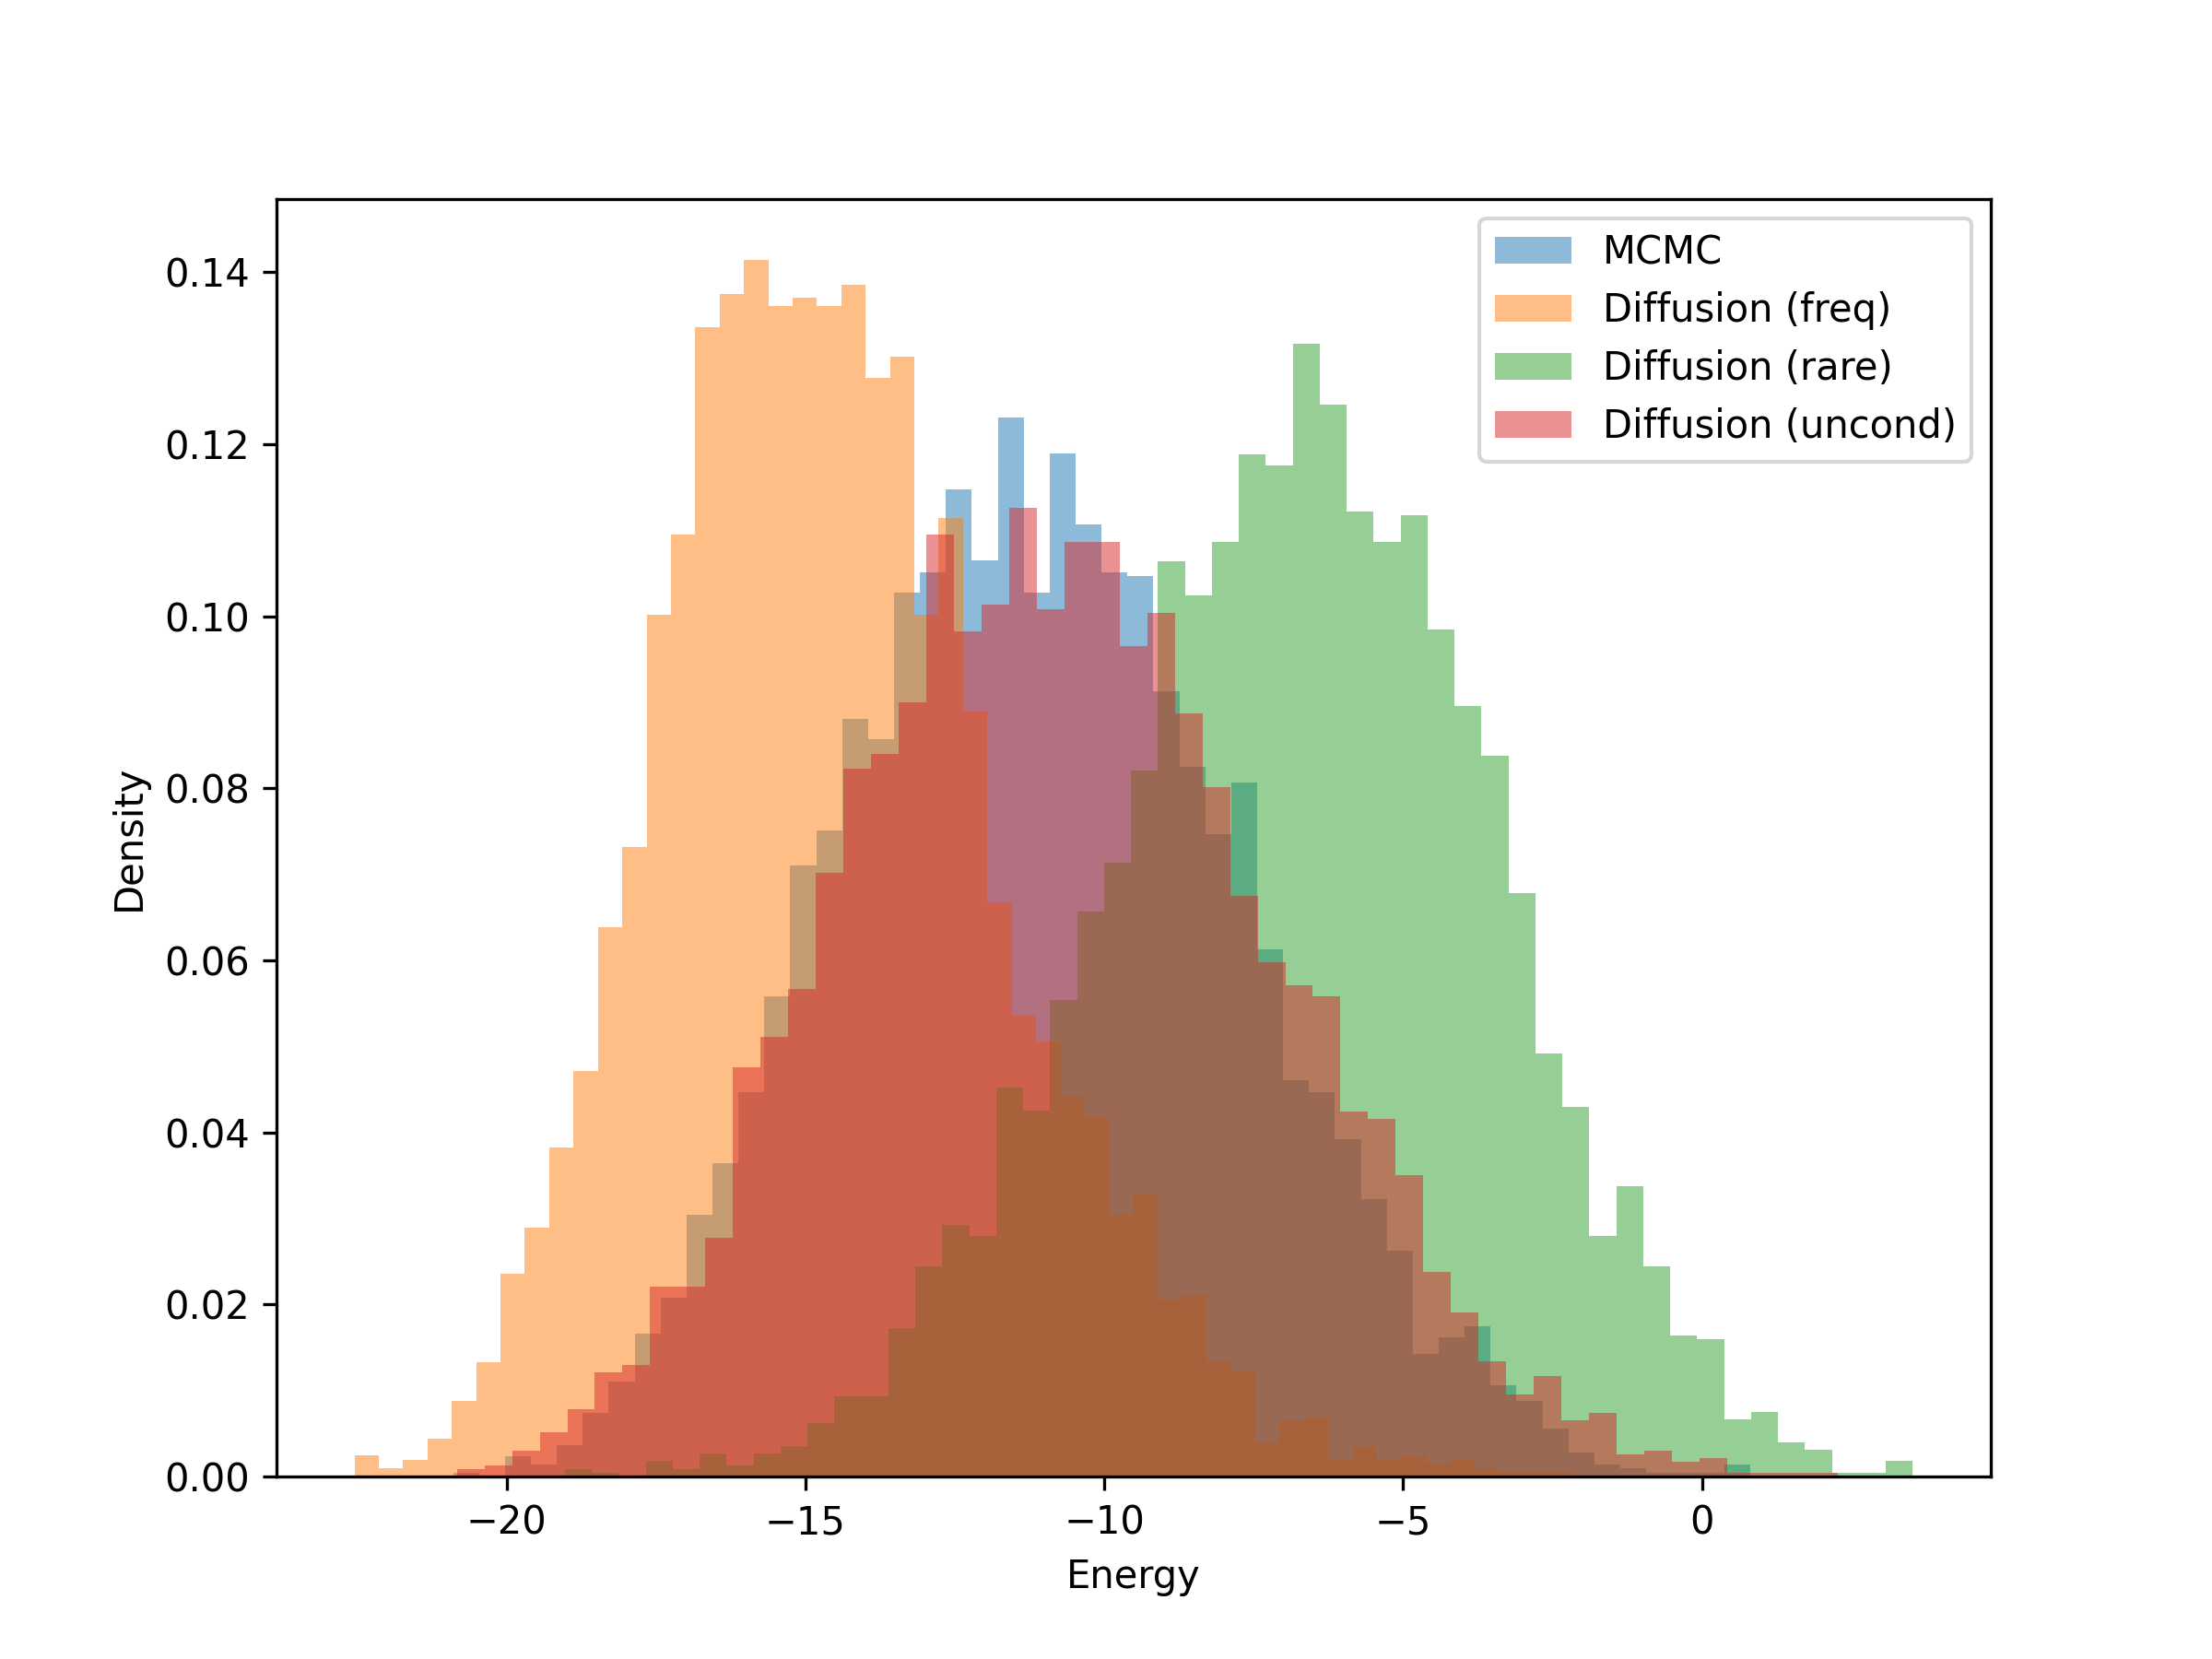 MCMC
Diffusion (freq)
Diffusion (rare)
Diffusion (uncond)
0.14
0.12
0.10
0.08
0.06
0.04
0.02
0.00
Density
−20 −15 −10 −5 0
Energy